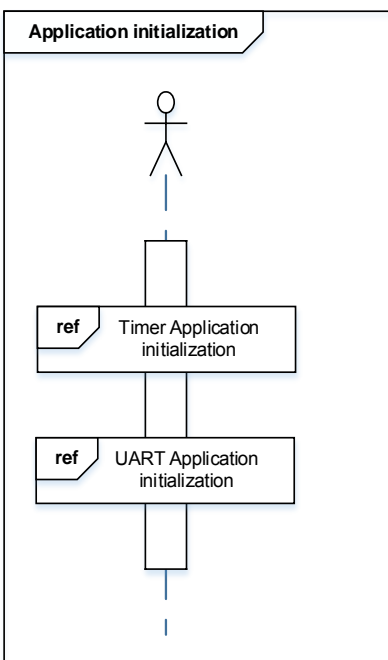 Application initialization
ref
Timer Application
initialization
ref
UART Application
initialization